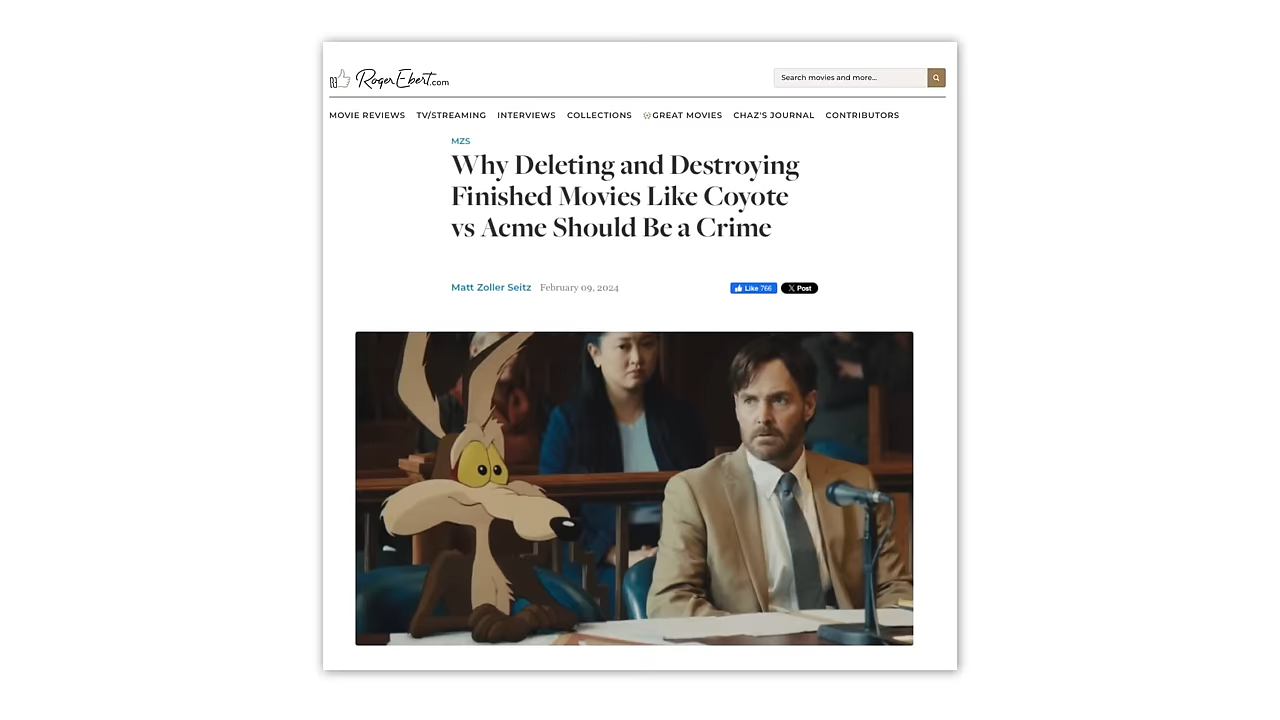 RogerEbert.com
Search movies and more...
MOVIE REVIEWS TV/STREAMING INTERVIEWS COLLECTIONS GREAT MOVIES CHAZ'S JOURNAL CONTRIBUTORS
MZS
Why Deleting and Destroying
Finished Movies Like Coyote
vs Acme Should Be a Crime
Matt Zoller Seitz February 09, 2024
Like 766 X Post